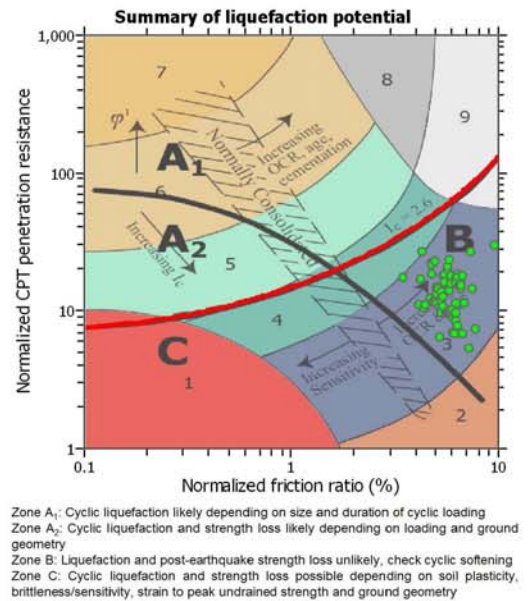 Summary of liquefaction potential
1,000
7
8
9
φ'
A1
Increasing
OCR, age,
cementation
Normally Consolidated
100
6
Ic = 2.6
A2
B
Increasing Ic
5
10
4
C
3
Increasing
Sensitivity
1
2
1
0.1
1
10
Normalized CPT penetration resistance
Normalized friction ratio (%)
Zone A1: Cyclic liquefaction likely depending on size and duration of cyclic loading
Zone A2: Cyclic liquefaction and strength loss likely depending on loading and ground
geometry
Zone B: Liquefaction and post-earthquake strength loss unlikely, check cyclic softening
Zone C: Cyclic liquefaction and strength loss possible depending on soil plasticity,
brittleness/sensitivity, strain to peak undrained strength and ground geometry